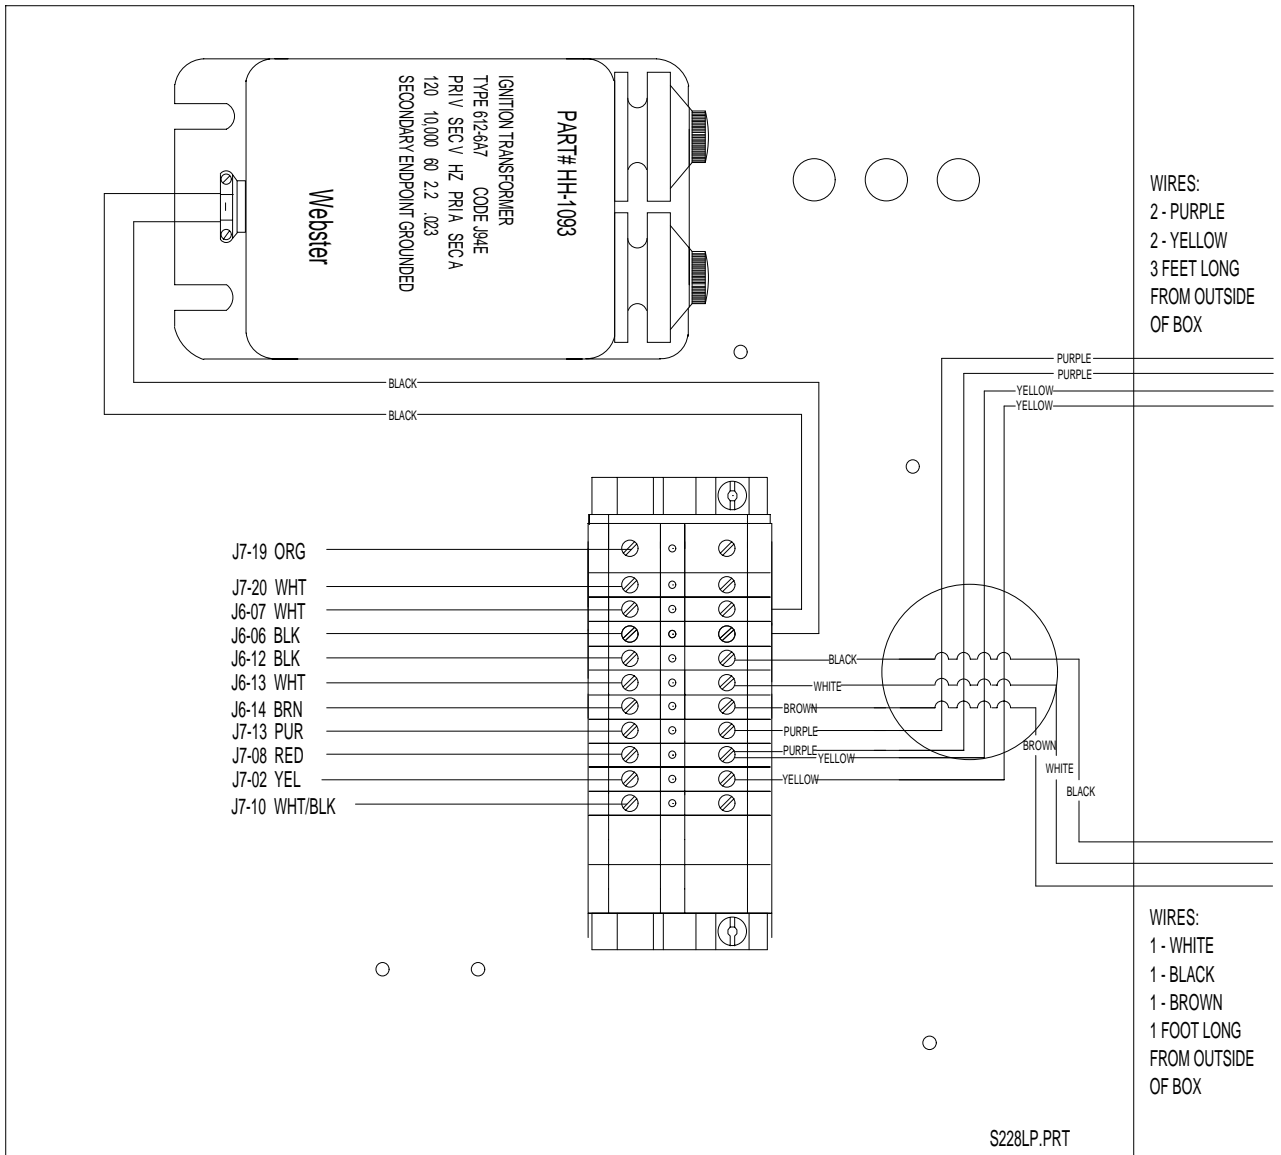 PART# HH-1093
IGNITION TRANSFORMER
TYPE 612-6A7 CODE J94E
PRI V SEC V HZ PRI A SEC A
120 10,000 60 2.2 .023
SECONDARY ENDPOINT GROUNDED
Webster
WIRES:
2 - PURPLE
2 - YELLOW
3 FEET LONG
FROM OUTSIDE
OF BOX
PURPLE
PURPLE
YELLOW
YELLOW
BLACK
BLACK
J7-19 ORG
J7-20 WHT
J6-07 WHT
J6-06 BLK
J6-12 BLK
J6-13 WHT
J6-14 BRN
J7-13 PUR
J7-08 RED
J7-02 YEL
J7-10 WHT/BLK
BLACK
WHITE
BROWN
PURPLE
PURPLE
YELLOW
YELLOW
BROWN
WHITE
BLACK
WIRES:
1 - WHITE
1 - BLACK
1 - BROWN
1 FOOT LONG
FROM OUTSIDE
OF BOX
S228LP.PRT